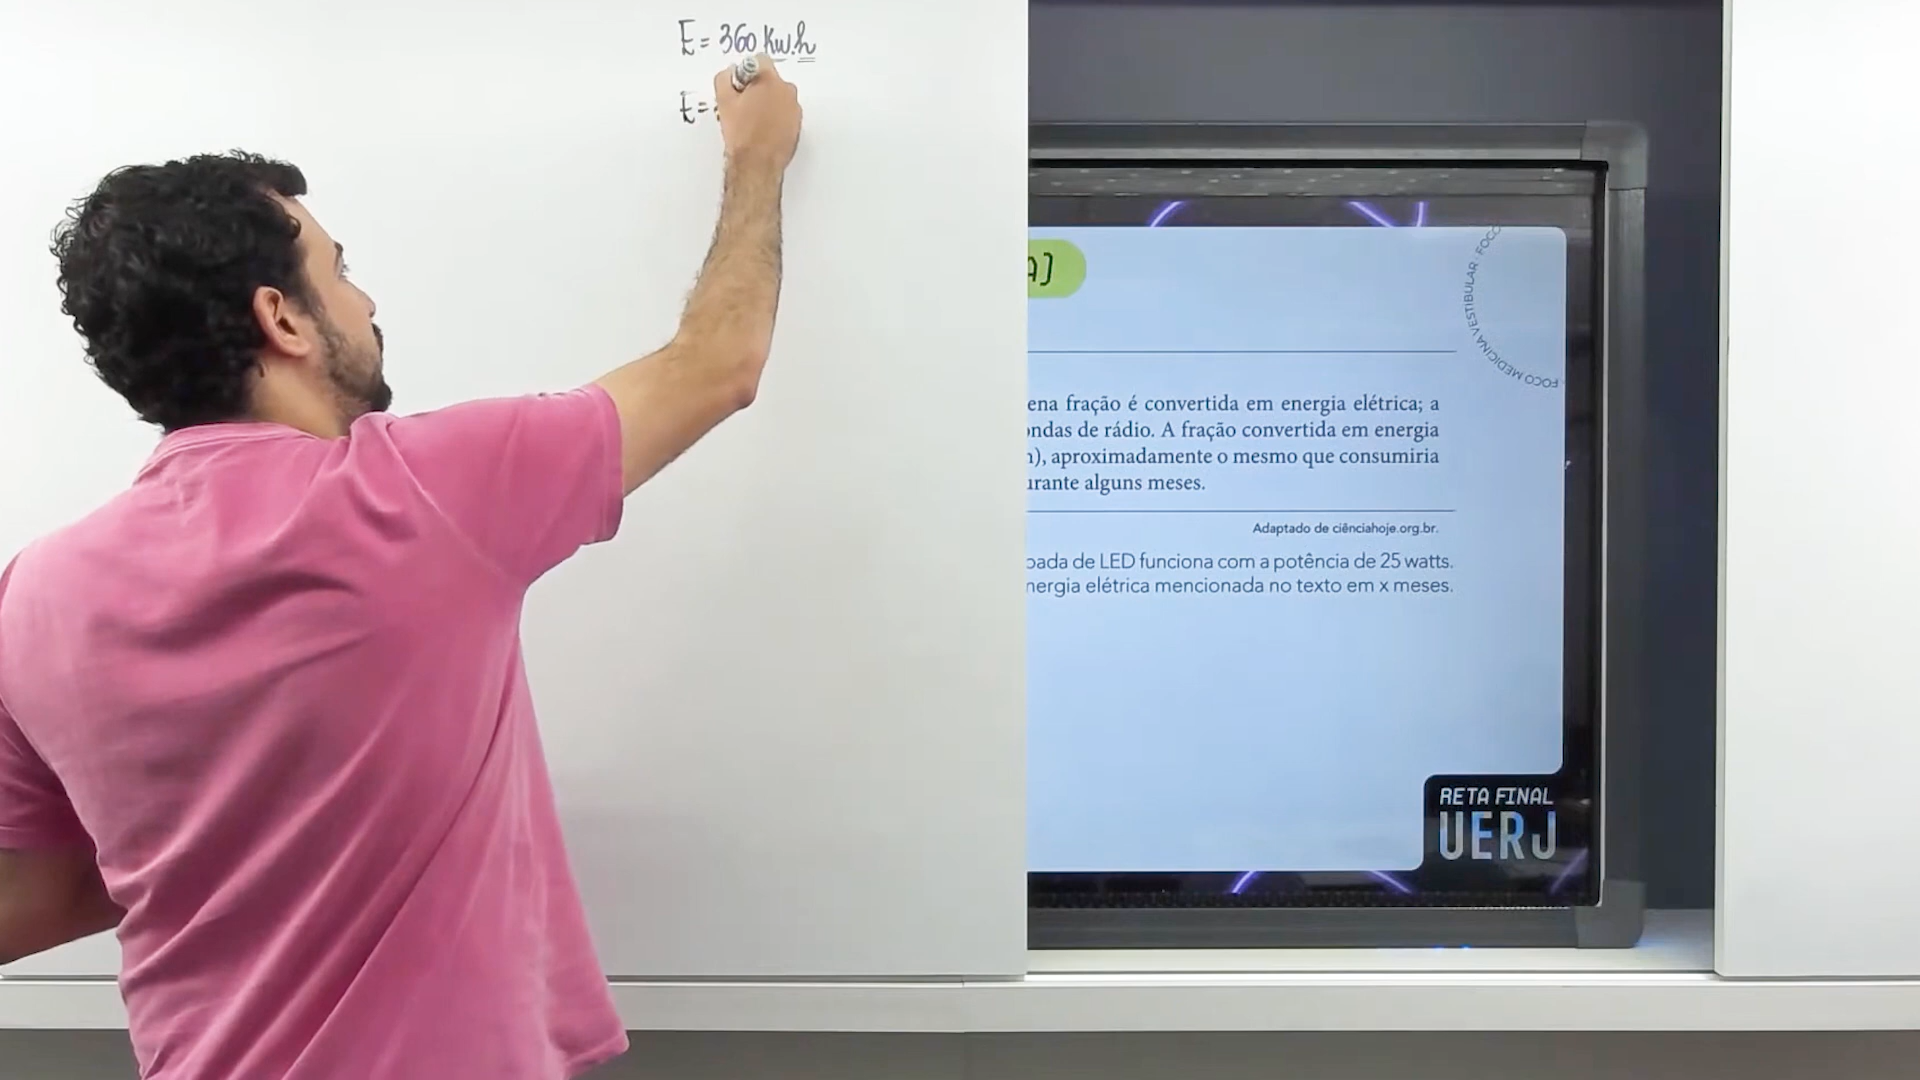 E = 360 Kw.h
E =
A)
FOCO MEDICINA VESTIBULAR · FOCO
ena fração é convertida em energia elétrica; a
ondas de rádio. A fração convertida em energia
h), aproximadamente o mesmo que consumiria
urante alguns meses.
Adaptado de ciênciahoje.org.br.
pada de LED funciona com a potência de 25 watts.
nergia elétrica mencionada no texto em x meses.
RETA FINAL
UERJ